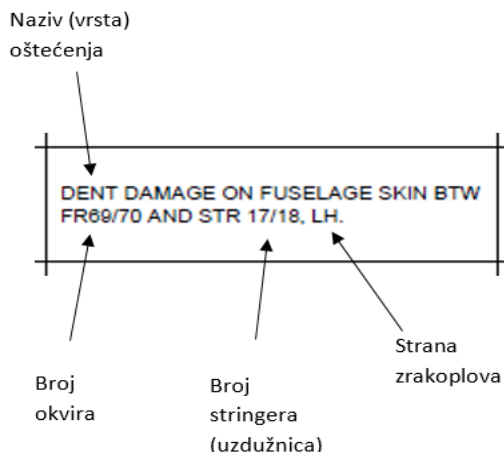 Naziv (vrsta)
oštećenja
DENT DAMAGE ON FUSELAGE SKIN BTW
FR69/70 AND STR 17/18, LH.
Broj
okvira
Broj
stringera
(uzdužnica)
Strana
zrakoplova